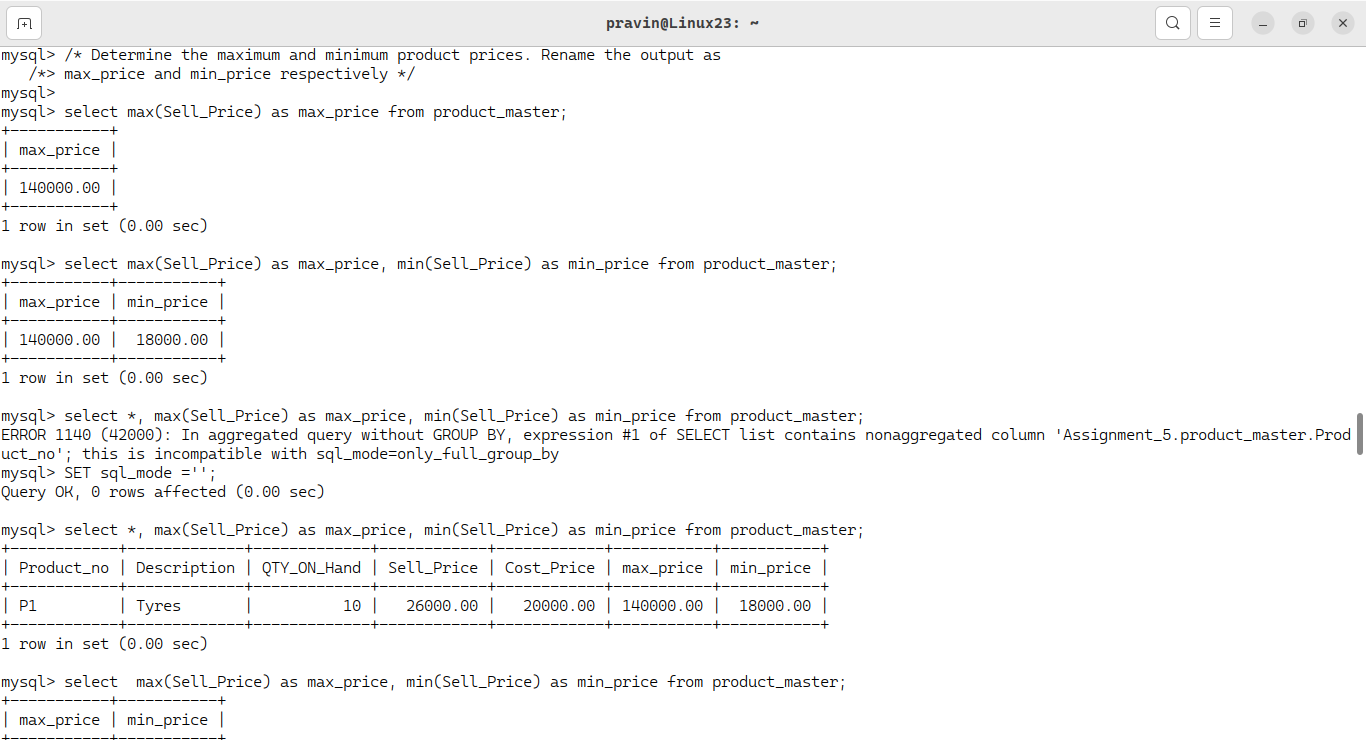 pravin@Linux23: ~
mysql> /* Determine the maximum and minimum product prices. Rename the output as
   /*> max_price and min_price respectively */
mysql>
mysql> select max(Sell_Price) as max_price from product_master;
+-----------+
| max_price |
+-----------+
| 140000.00 |
+-----------+
1 row in set (0.00 sec)

mysql> select max(Sell_Price) as max_price, min(Sell_Price) as min_price from product_master;
+-----------+-----------+
| max_price | min_price |
+-----------+-----------+
| 140000.00 |  18000.00 |
+-----------+-----------+
1 row in set (0.00 sec)

mysql> select *, max(Sell_Price) as max_price, min(Sell_Price) as min_price from product_master;
ERROR 1140 (42000): In aggregated query without GROUP BY, expression #1 of SELECT list contains nonaggregated column 'Assignment_5.product_master.Prod
uct_no'; this is incompatible with sql_mode=only_full_group_by
mysql> SET sql_mode ='';
Query OK, 0 rows affected (0.00 sec)

mysql> select *, max(Sell_Price) as max_price, min(Sell_Price) as min_price from product_master;
+------------+-------------+-------------+------------+------------+-----------+-----------+
| Product_no | Description | QTY_ON_Hand | Sell_Price | Cost_Price | max_price | min_price |
+------------+-------------+-------------+------------+------------+-----------+-----------+
| P1         | Tyres       |          10 |   26000.00 |   20000.00 | 140000.00 |  18000.00 |
+------------+-------------+-------------+------------+------------+-----------+-----------+
1 row in set (0.00 sec)

mysql> select  max(Sell_Price) as max_price, min(Sell_Price) as min_price from product_master;
+-----------+-----------+
| max_price | min_price |
+-----------+-----------+